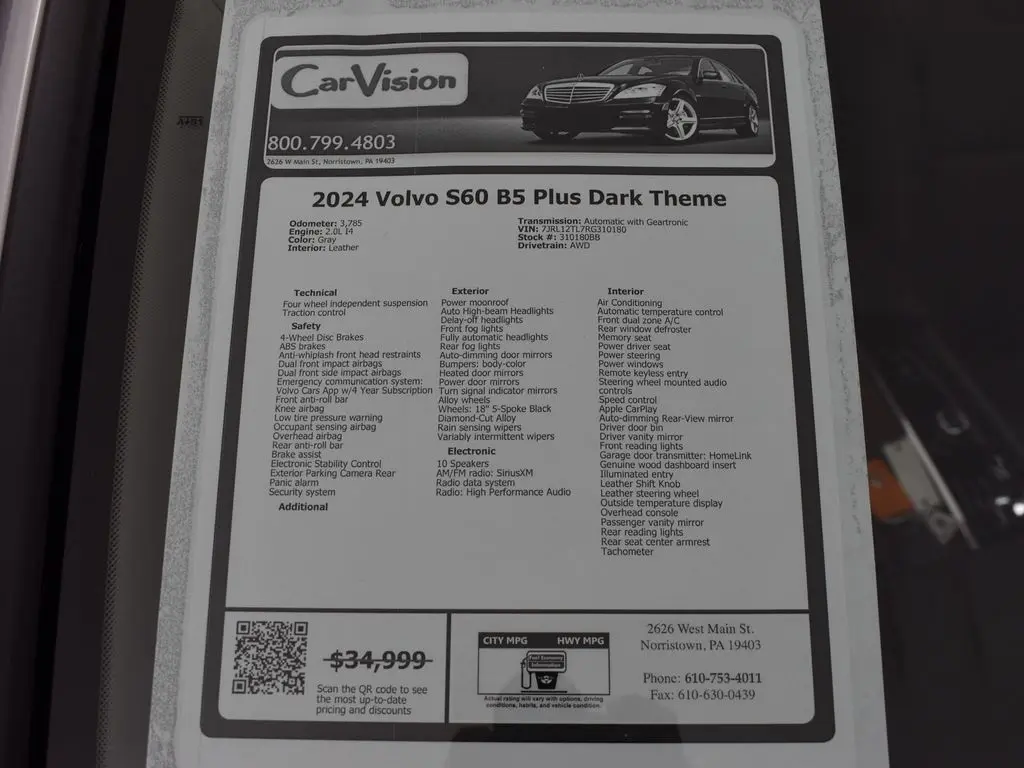 CarVision
800.799.4803
2626 W Main St, Norristown, PA 19403
2024 Volvo S60 B5 Plus Dark Theme
Odometer: 3,785
Engine: 2.0L I4
Color: Gray
Interior: Leather
Transmission: Automatic with Geartronic
VIN: 7JRL12TL7RG310180
Stock #: 310180BB
Drivetrain: AWD
Technical
Four wheel independent suspension
Traction control
Safety
4-Wheel Disc Brakes
ABS brakes
Anti-whiplash front head restraints
Dual front impact airbags
Dual front side impact airbags
Emergency communication system:
Volvo Cars App w/4 Year Subscription
Front anti-roll bar
Knee airbag
Low tire pressure warning
Occupant sensing airbag
Overhead airbag
Rear anti-roll bar
Brake assist
Electronic Stability Control
Exterior Parking Camera Rear
Panic alarm
Security system
Additional
Exterior
Power moonroof
Auto High-beam Headlights
Delay-off headlights
Front fog lights
Fully automatic headlights
Rear fog lights
Auto-dimming door mirrors
Bumpers: body-color
Heated door mirrors
Power door mirrors
Turn signal indicator mirrors
Alloy wheels
Wheels: 18" 5-Spoke Black
Diamond-Cut Alloy
Rain sensing wipers
Variably intermittent wipers
Electronic
10 Speakers
AM/FM radio: SiriusXM
Radio data system
Radio: High Performance Audio
Interior
Air Conditioning
Automatic temperature control
Front dual zone A/C
Rear window defroster
Memory seat
Power driver seat
Power steering
Power windows
Remote keyless entry
Steering wheel mounted audio
controls
Speed control
Apple CarPlay
Auto-dimming Rear-View mirror
Driver door bin
Driver vanity mirror
Front reading lights
Garage door transmitter: HomeLink
Genuine wood dashboard insert
Illuminated entry
Leather Shift Knob
Leather steering wheel
Outside temperature display
Overhead console
Passenger vanity mirror
Rear reading lights
Rear seat center armrest
Tachometer
$34,999
Scan the QR code to see
the most up-to-date
pricing and discounts
CITY MPG HWY MPG
Fuel Economy
Information
Actual rating will vary with options, driving
conditions, habits, and vehicle condition.
2626 West Main St.
Norristown, PA 19403
Phone: 610-753-4011
Fax: 610-630-0439